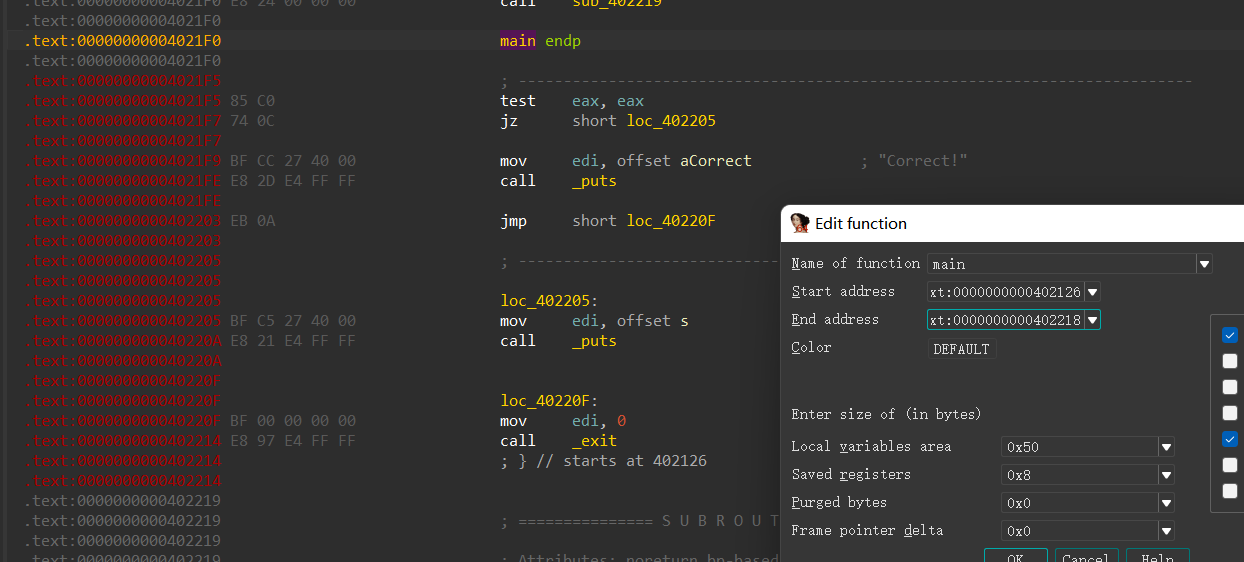 .text:00000000004021F0 E8 24 00 00 00 call sub_402219
.text:00000000004021F0
.text:00000000004021F0 main endp
.text:00000000004021F0
.text:00000000004021F5 ; ---------------------------------------------------------------------------
.text:00000000004021F5 85 C0 test eax, eax
.text:00000000004021F7 74 0C jz short loc_402205
.text:00000000004021F7
.text:00000000004021F9 BF CC 27 40 00 mov edi, offset aCorrect ; "Correct!"
.text:00000000004021FE E8 2D E4 FF FF call _puts
.text:00000000004021FE
.text:0000000000402203 EB 0A jmp short loc_40220F
.text:0000000000402203
.text:0000000000402205 ; -----------------------------
.text:0000000000402205
.text:0000000000402205 loc_402205:
.text:0000000000402205 BF C5 27 40 00 mov edi, offset s
.text:000000000040220A E8 21 E4 FF FF call _puts
.text:000000000040220A
.text:000000000040220F
.text:000000000040220F loc_40220F:
.text:000000000040220F BF 00 00 00 00 mov edi, 0
.text:0000000000402214 E8 97 E4 FF FF call _exit
.text:0000000000402214 ; } // starts at 402126
.text:0000000000402214
.text:0000000000402219
.text:0000000000402219
.text:0000000000402219 ; =============== S U B R O U T
.text:0000000000402219
.text:0000000000402219 ; Attributes: noreturn bp-based
Edit function
Name of function main
Start address xt:0000000000402126
End address xt:0000000000402218
Color DEFAULT
Enter size of (in bytes)
Local variables area 0x50
Saved registers 0x8
Purged bytes 0x0
Frame pointer delta 0x0
OK Cancel Help